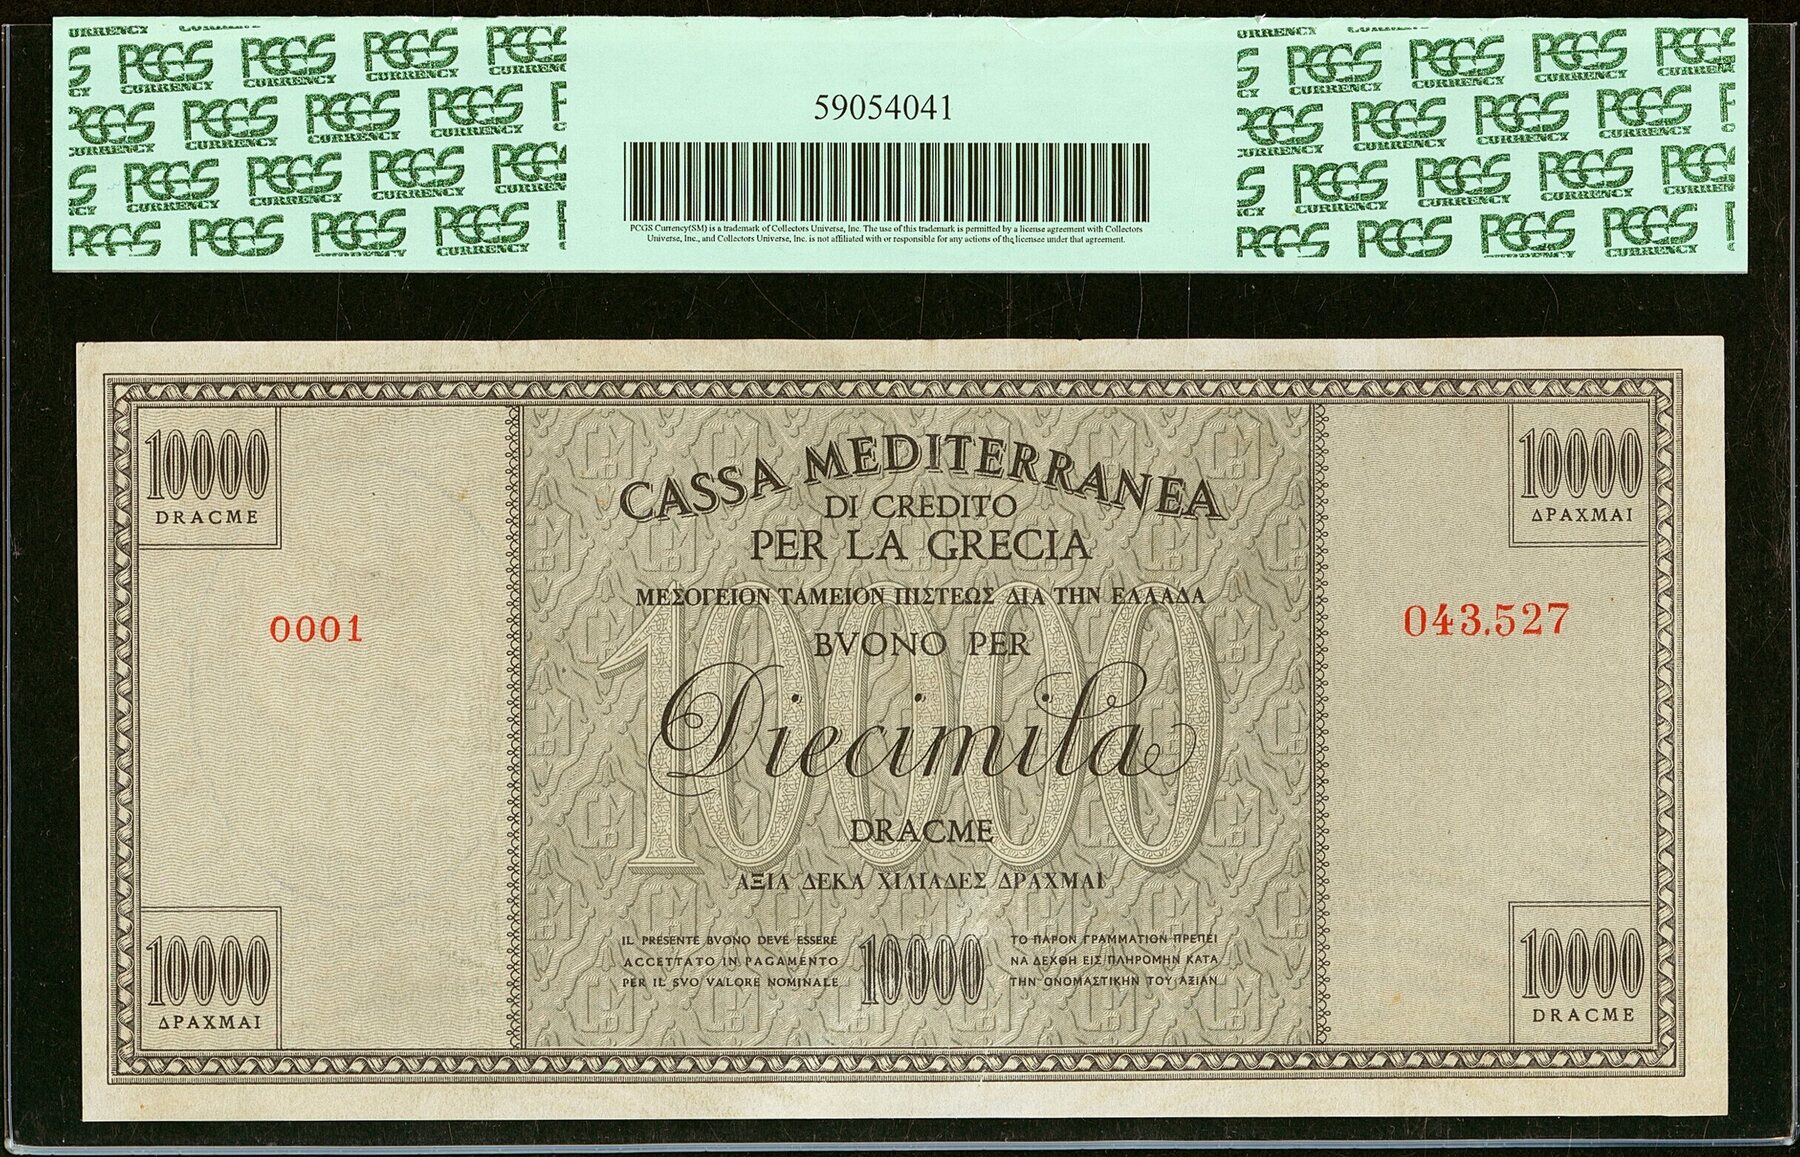 59054041
PCGS Currency(SM) is a trademark of Collectors Universe, Inc. The use of this trademark is permitted by a license agreement with Collectors
Universe, Inc., and Collectors Universe, Inc. is not affiliated with or responsible for any actions of the licensee under that agreement.
PCGS CURRENCY
10000
DRACME
10000
ΔΡΑΧΜΑΙ
CASSA MEDITERRANEA
DI CREDITO
PER LA GRECIA
ΜΕΣΟΓΕΙΟΝ ΤΑΜΕΙΟΝ ΠΙΣΤΕΩΣ ΔΙΑ ΤΗΝ ΕΛΛΑΔΑ
0001
043.527
BVONO PER
10000
Diecimila
DRACME
ΑΞΙΑ ΔΕΚΑ ΧΙΛΙΑΔΕΣ ΔΡΑΧΜΑΙ
IL PRESENTE BVONO DEVE ESSERE
ACCETTATO IN PAGAMENTO
PER IL SVO VALORE NOMINALE
10000
ΤΟ ΠΑΡΟΝ ΓΡΑΜΜΑΤΙΟΝ ΠΡΕΠΕΙ
ΝΑ ΔΕΧΘΗ ΕΙΣ ΠΛΗΡΟΜΗΝ ΚΑΤΑ
ΤΗΝ ΟΝΟΜΑΣΤΙΚΗΝ ΤΟΥ ΑΞΙΑΝ
10000
ΔΡΑΧΜΑΙ
10000
DRACME